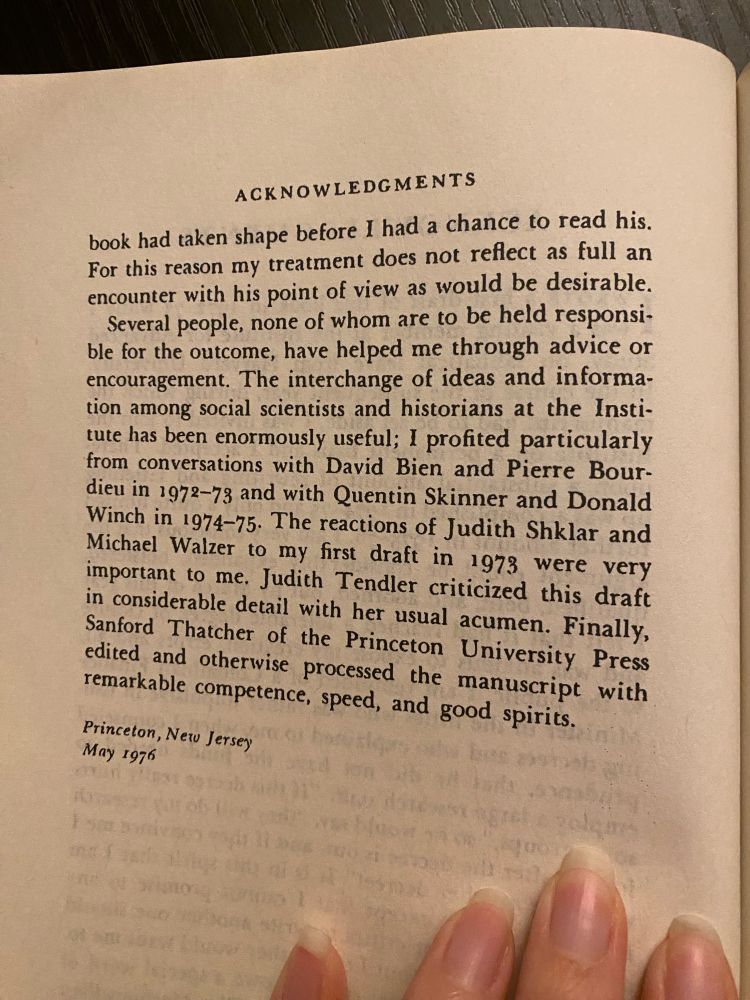 ACKNOWLEDGMENTS
book had taken shape before I had a chance to read his.
For this reason my treatment does not reflect as full an
encounter with his point of view as would be desirable.
Several people, none of whom are to be held responsi-
ble for the outcome, have helped me through advice or
encouragement. The interchange of ideas and informa-
tion among social scientists and historians at the Insti-
tute has been enormously useful; I profited particularly
from conversations with David Bien and Pierre Bour-
dieu in 1972–73 and with Quentin Skinner and Donald
Winch in 1974–75. The reactions of Judith Shklar and
Michael Walzer to my first draft in 1973 were very
important to me. Judith Tendler criticized this draft
in considerable detail with her usual acumen. Finally,
Sanford Thatcher of the Princeton University Press
edited and otherwise processed the manuscript with
remarkable competence, speed, and good spirits.
Princeton, New Jersey
May 1976